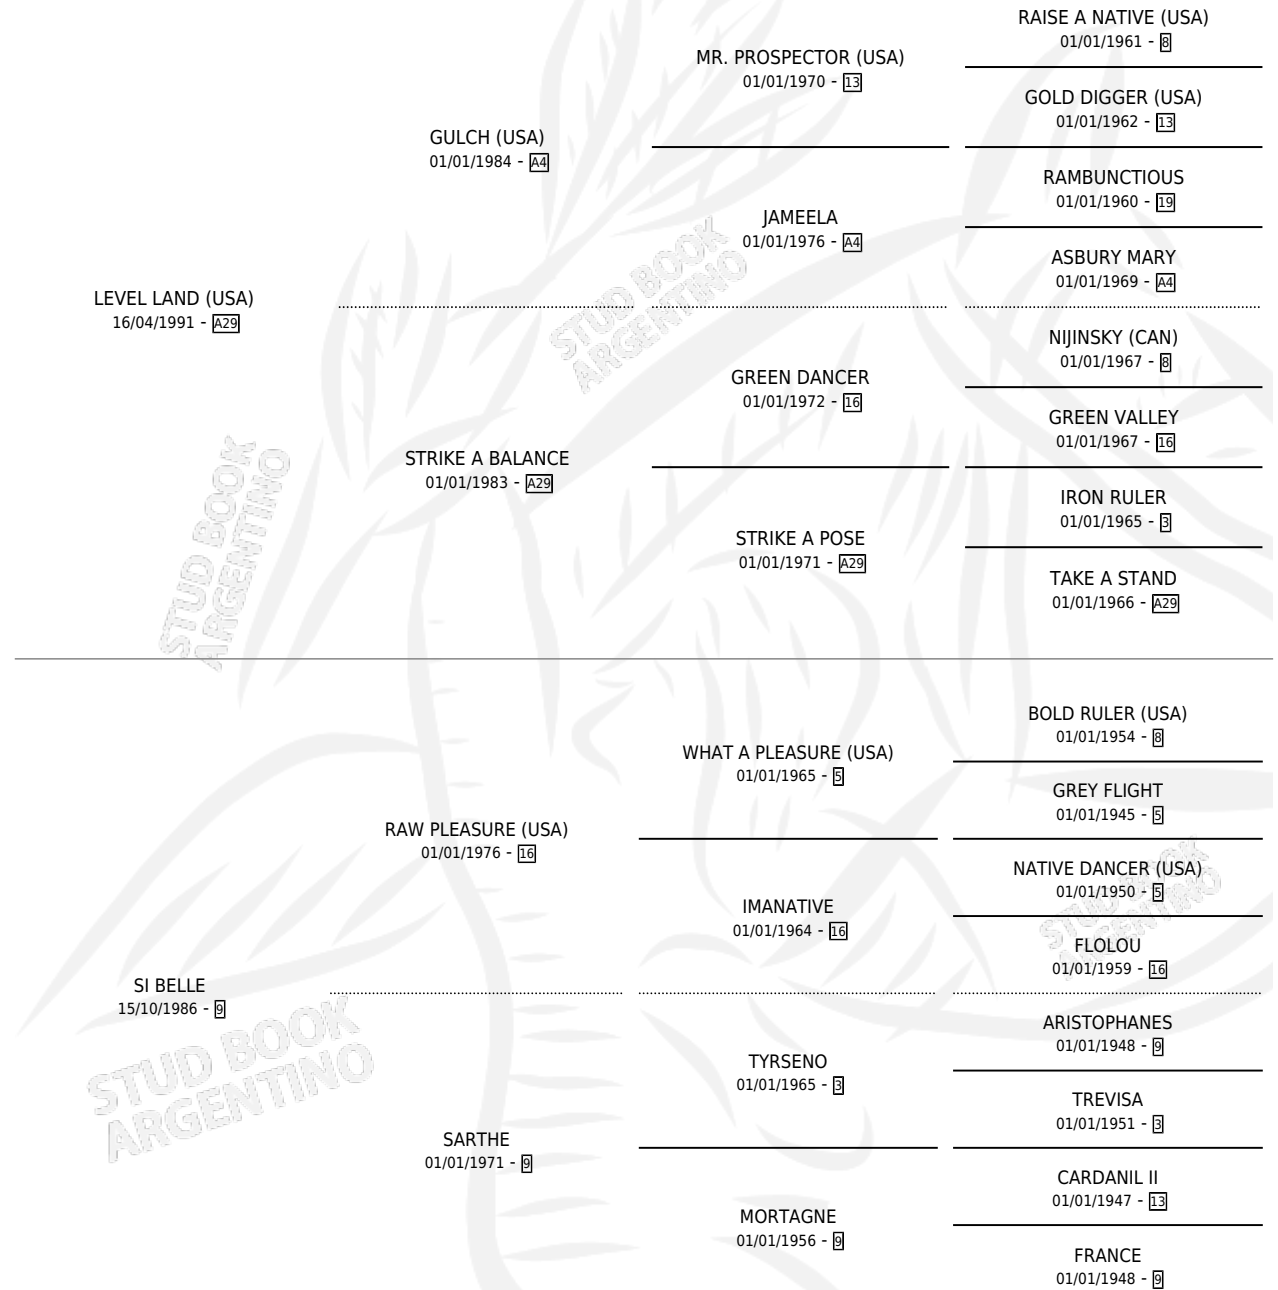 RAISE A NATIVE (USA)
01/01/1961 - 8
MR. PROSPECTOR (USA)
01/01/1970 - 13
GOLD DIGGER (USA)
01/01/1962 - 13
GULCH (USA)
01/01/1984 - A4
RAMBUNCTIOUS
01/01/1960 - 19
JAMEELA
01/01/1976 - A4
ASBURY MARY
01/01/1969 - A4
LEVEL LAND (USA)
16/04/1991 - A29
STUD BOOK
ARGENTINO
NIJINSKY (CAN)
01/01/1967 - 8
GREEN DANCER
01/01/1972 - 16
GREEN VALLEY
01/01/1967 - 16
STRIKE A BALANCE
01/01/1983 - A29
IRON RULER
01/01/1965 - 3
STRIKE A POSE
01/01/1971 - A29
TAKE A STAND
01/01/1966 - A29
STUD BOOK
ARGENTINO
BOLD RULER (USA)
01/01/1954 - 8
WHAT A PLEASURE (USA)
01/01/1965 - 5
GREY FLIGHT
01/01/1945 - 5
RAW PLEASURE (USA)
01/01/1976 - 16
NATIVE DANCER (USA)
01/01/1950 - 5
STUD BOOK
ARGENTINO
IMANATIVE
01/01/1964 - 16
FLOLOU
01/01/1959 - 16
SI BELLE
15/10/1986 - 9
STUD BOOK
ARGENTINO
ARISTOPHANES
01/01/1948 - 9
TYRSENO
01/01/1965 - 3
TREVISA
01/01/1951 - 3
SARTHE
01/01/1971 - 9
CARDANIL II
01/01/1947 - 13
MORTAGNE
01/01/1956 - 9
FRANCE
01/01/1948 - 9